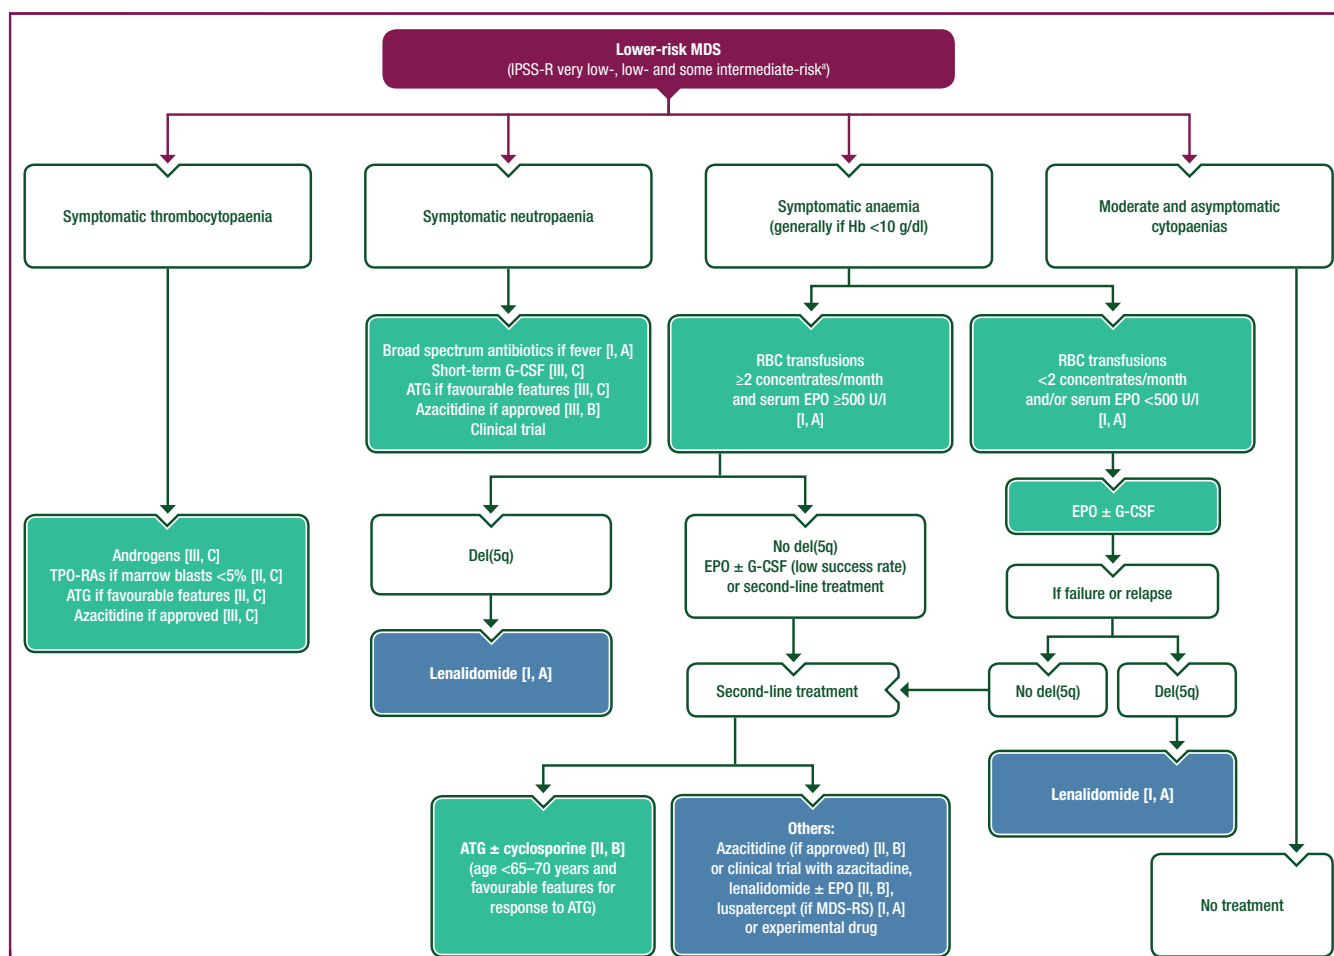 Lower-risk MDS
(IPSS-R very low-, low- and some intermediate-riskª)
Symptomatic thrombocytopaenia
Symptomatic neutropaenia
Symptomatic anaemia
(generally if Hb <10 g/dl)
Moderate and asymptomatic
cytopaenias
Broad spectrum antibiotics if fever [I, A]
Short-term G-CSF [III, C]
ATG if favourable features [III, C]
Azacitidine if approved [III, B]
Clinical trial
RBC transfusions
≥2 concentrates/month
and serum EPO ≥500 U/l
[I, A]
RBC transfusions
<2 concentrates/month
and/or serum EPO <500 U/l
[I, A]
EPO ± G-CSF
Androgens [III, C]
TPO-RAs if marrow blasts <5% [II, C]
ATG if favourable features [II, C]
Azacitidine if approved [III, C]
Del(5q)
No del(5q)
EPO ± G-CSF (low success rate)
or second-line treatment
If failure or relapse
Lenalidomide [I, A]
Second-line treatment
No del(5q)
Del(5q)
Lenalidomide [I, A]
ATG ± cyclosporine [II, B]
(age <65–70 years and
favourable features for
response to ATG)
Others:
Azacitidine (if approved) [II, B]
or clinical trial with azacitadine,
lenalidomide ± EPO [II, B],
luspatercept (if MDS-RS) [I, A]
or experimental drug
No treatment